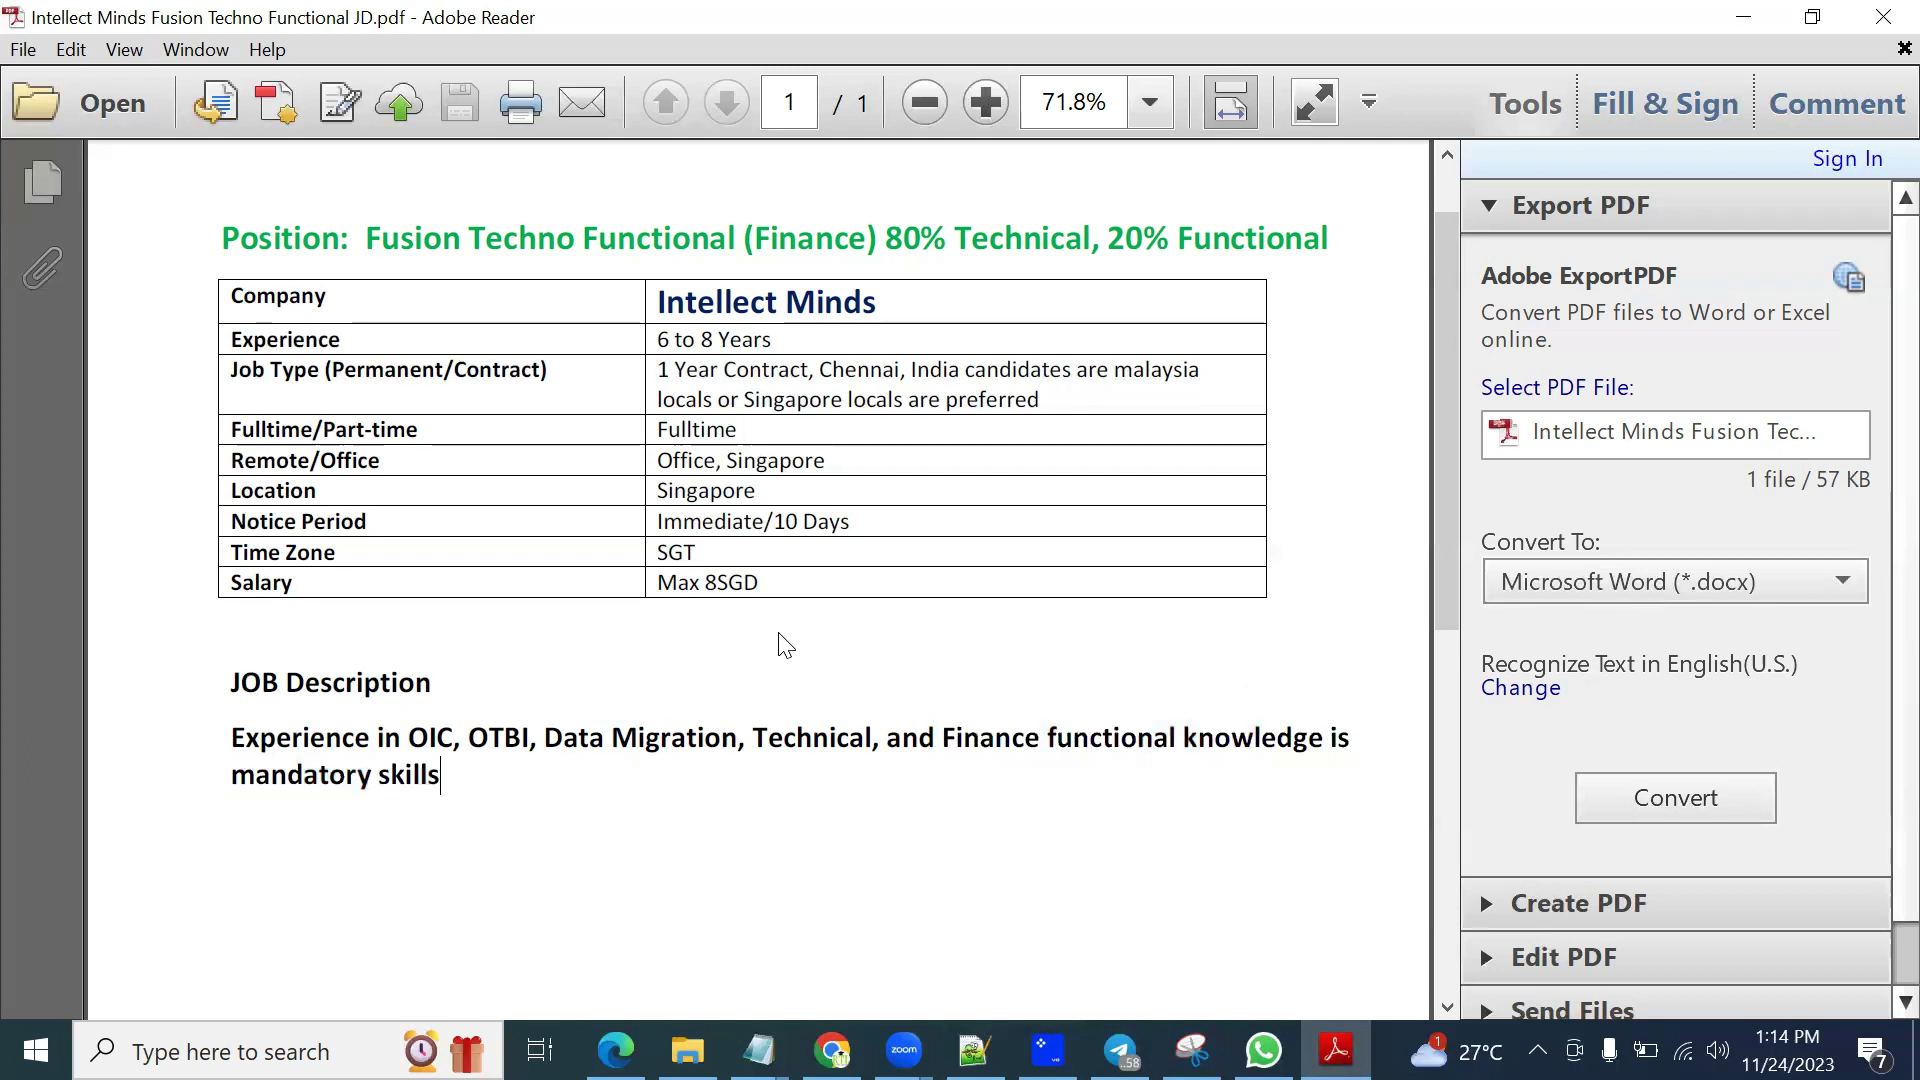 Intellect Minds Fusion Techno Functional JD.pdf - Adobe Reader
File Edit View Window Help
Open 1 / 1 71.8% Tools Fill & Sign Comment
Sign In
Position: Fusion Techno Functional (Finance) 80% Technical, 20% Functional
Company Intellect Minds
Experience 6 to 8 Years
Job Type (Permanent/Contract) 1 Year Contract, Chennai, India candidates are malaysia
locals or Singapore locals are preferred
Fulltime/Part-time Fulltime
Remote/Office Office, Singapore
Location Singapore
Notice Period Immediate/10 Days
Time Zone SGT
Salary Max 8SGD
JOB Description
Experience in OIC, OTBI, Data Migration, Technical, and Finance functional knowledge is
mandatory skills
Export PDF
Adobe ExportPDF
Convert PDF files to Word or Excel
online.
Select PDF File:
Intellect Minds Fusion Tec...
1 file / 57 KB
Convert To:
Microsoft Word (*.docx)
Recognize Text in English(U.S.)
Change
Convert
Create PDF
Edit PDF
Send Files
Type here to search
zoom
..58
1
27°C
1:14 PM
11/24/2023
7